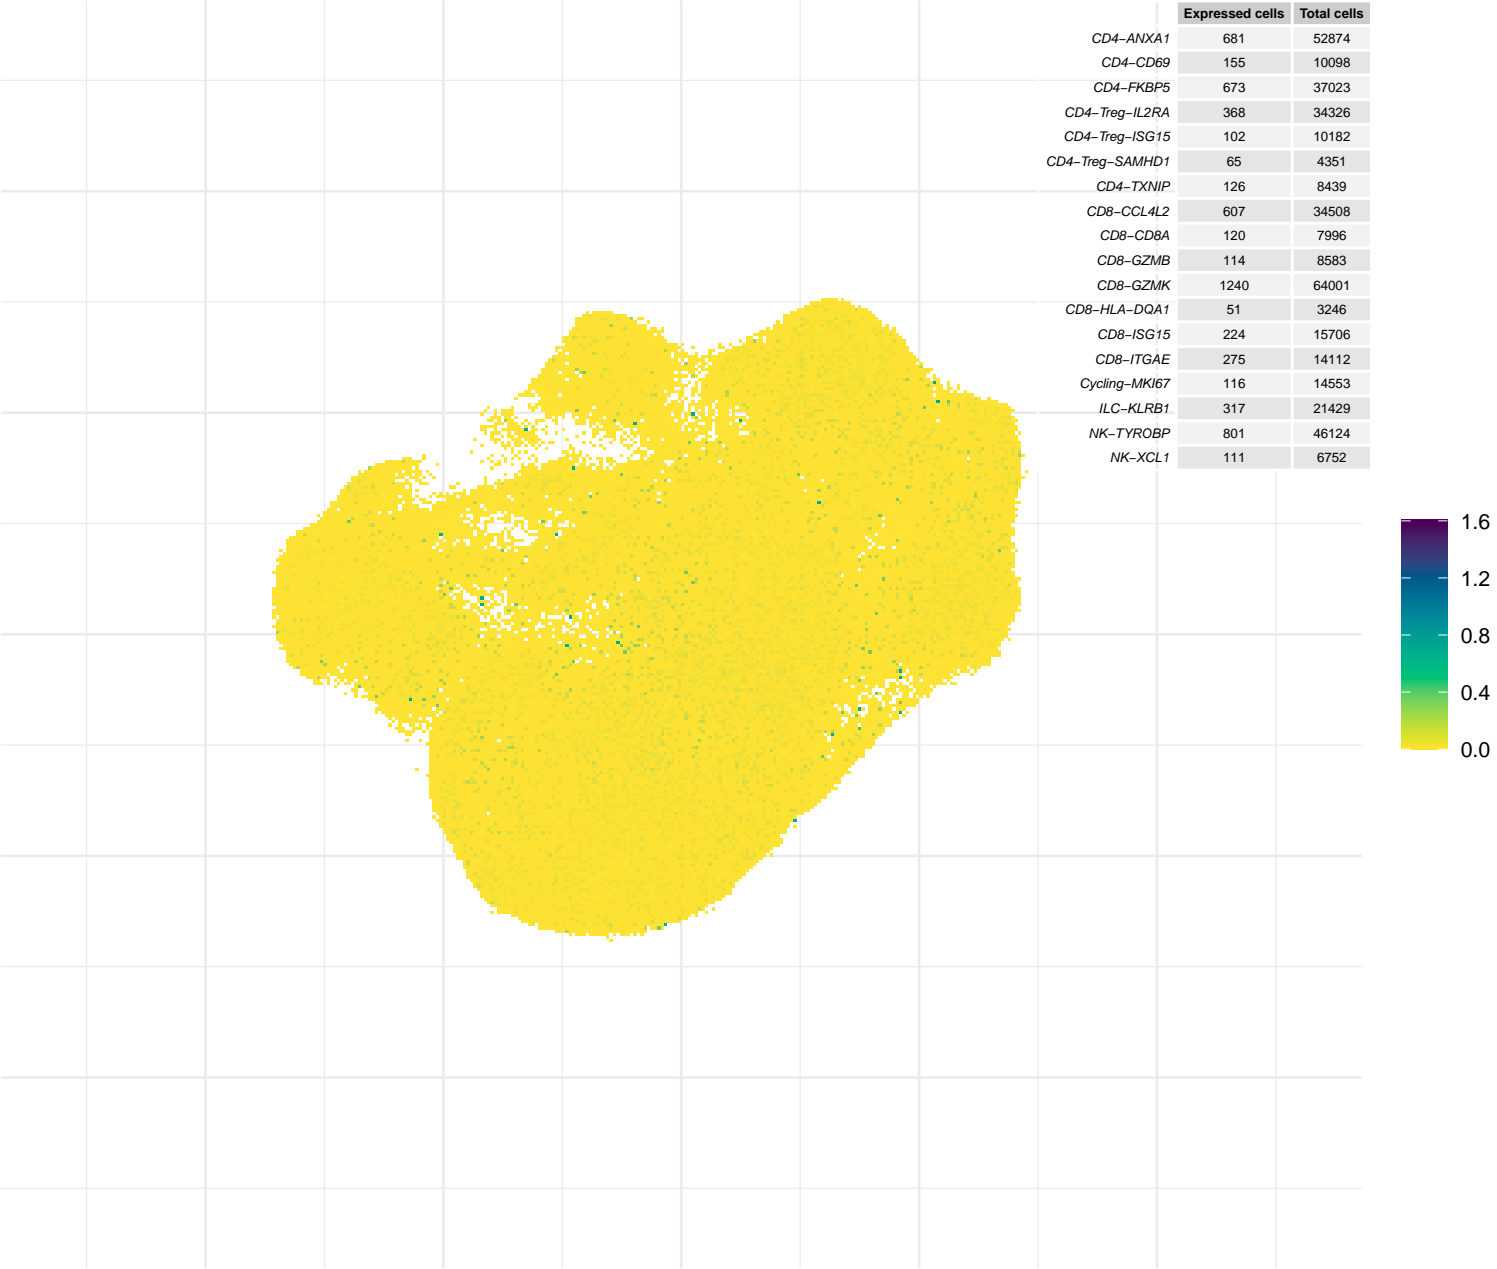 Expressed cells Total cells
CD4−ANXA1 681 52874
CD4−CD69 155 10098
CD4−FKBP5 673 37023
CD4−Treg−IL2RA 368 34326
CD4−Treg−ISG15 102 10182
CD4−Treg−SAMHD1 65 4351
CD4−TXNIP 126 8439
CD8−CCL4L2 607 34508
CD8−CD8A 120 7996
CD8−GZMB 114 8583
CD8−GZMK 1240 64001
CD8−HLA−DQA1 51 3246
CD8−ISG15 224 15706
CD8−ITGAE 275 14112
Cycling−MKI67 116 14553
ILC−KLRB1 317 21429
NK−TYROBP 801 46124
NK−XCL1 111 6752
1.6
1.2
0.8
0.4
0.0